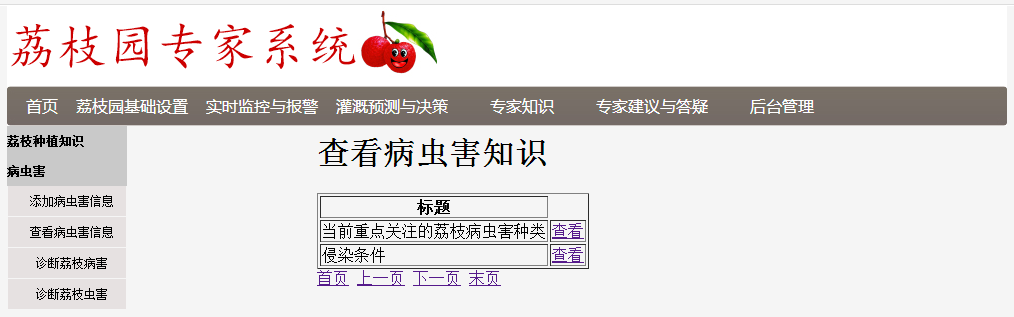 荔枝园专家系统
首页 荔枝园基础设置 实时监控与报警 灌溉预测与决策 专家知识 专家建议与答疑 后台管理
荔枝种植知识
病虫害
添加病虫害信息
查看病虫害信息
诊断荔枝病害
诊断荔枝虫害
查看病虫害知识
标题
当前重点关注的荔枝病虫害种类 查看
侵染条件 查看
首页 上一页 下一页 末页